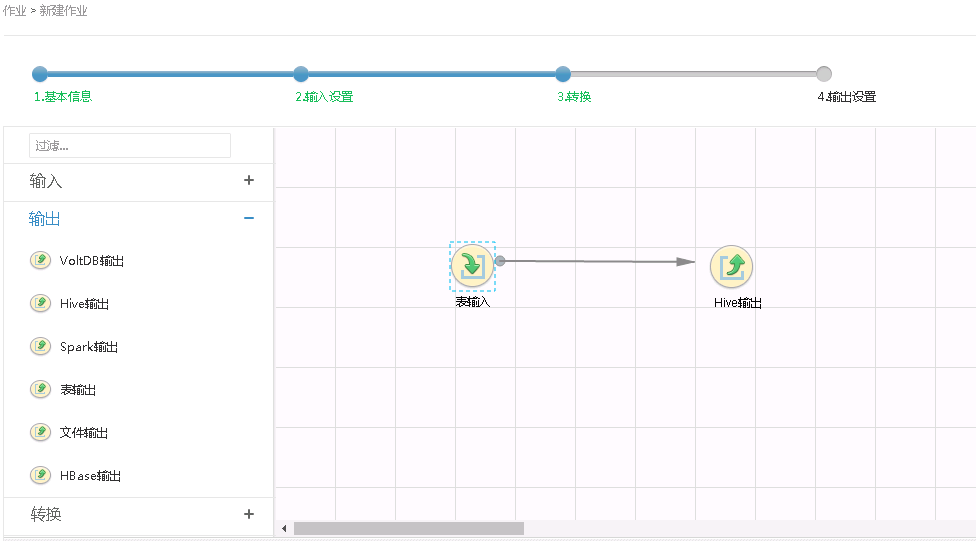 作业 > 新建作业
1.基本信息
2.输入设置
3.转换
4.输出设置
过滤...
输入
输出
VoltDB输出
Hive输出
Spark输出
表输出
文件输出
HBase输出
转换
表输入
Hive输出